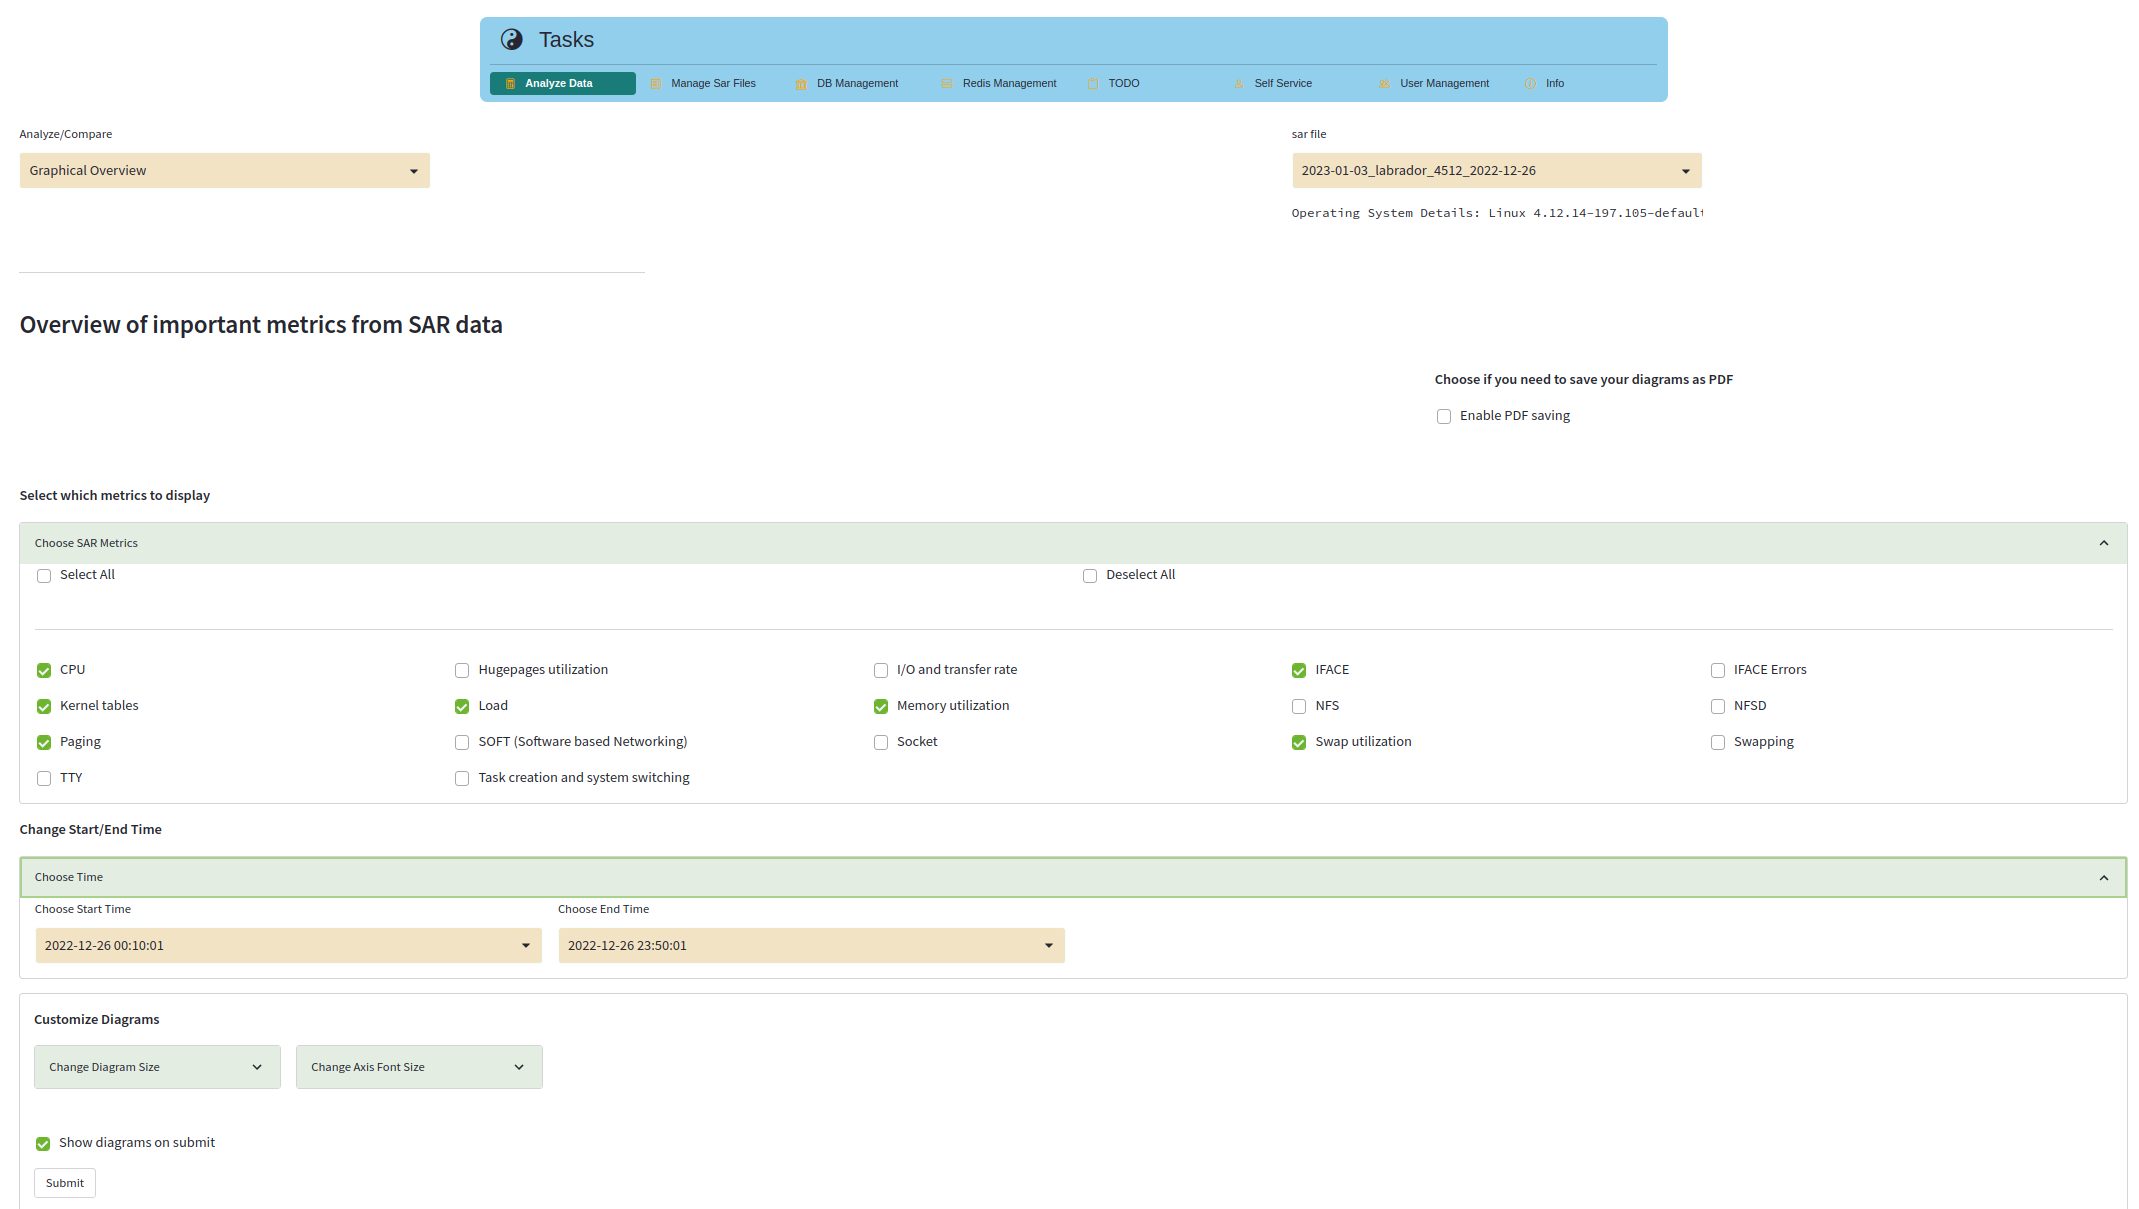 Tasks
Analyze Data Manage Sar Files DB Management Redis Management TODO Self Service User Management Info
Analyze/Compare sar file
Graphical Overview 2023-01-03_labrador_4512_2022-12-26
Operating System Details: Linux 4.12.14-197.105-default
Overview of important metrics from SAR data
Choose if you need to save your diagrams as PDF
Enable PDF saving
Select which metrics to display
Choose SAR Metrics
Select All Deselect All
CPU Hugepages utilization I/O and transfer rate IFACE IFACE Errors
Kernel tables Load Memory utilization NFS NFSD
Paging SOFT (Software based Networking) Socket Swap utilization Swapping
TTY Task creation and system switching
Change Start/End Time
Choose Time
Choose Start Time Choose End Time
2022-12-26 00:10:01 2022-12-26 23:50:01
Customize Diagrams
Change Diagram Size Change Axis Font Size
Show diagrams on submit
Submit